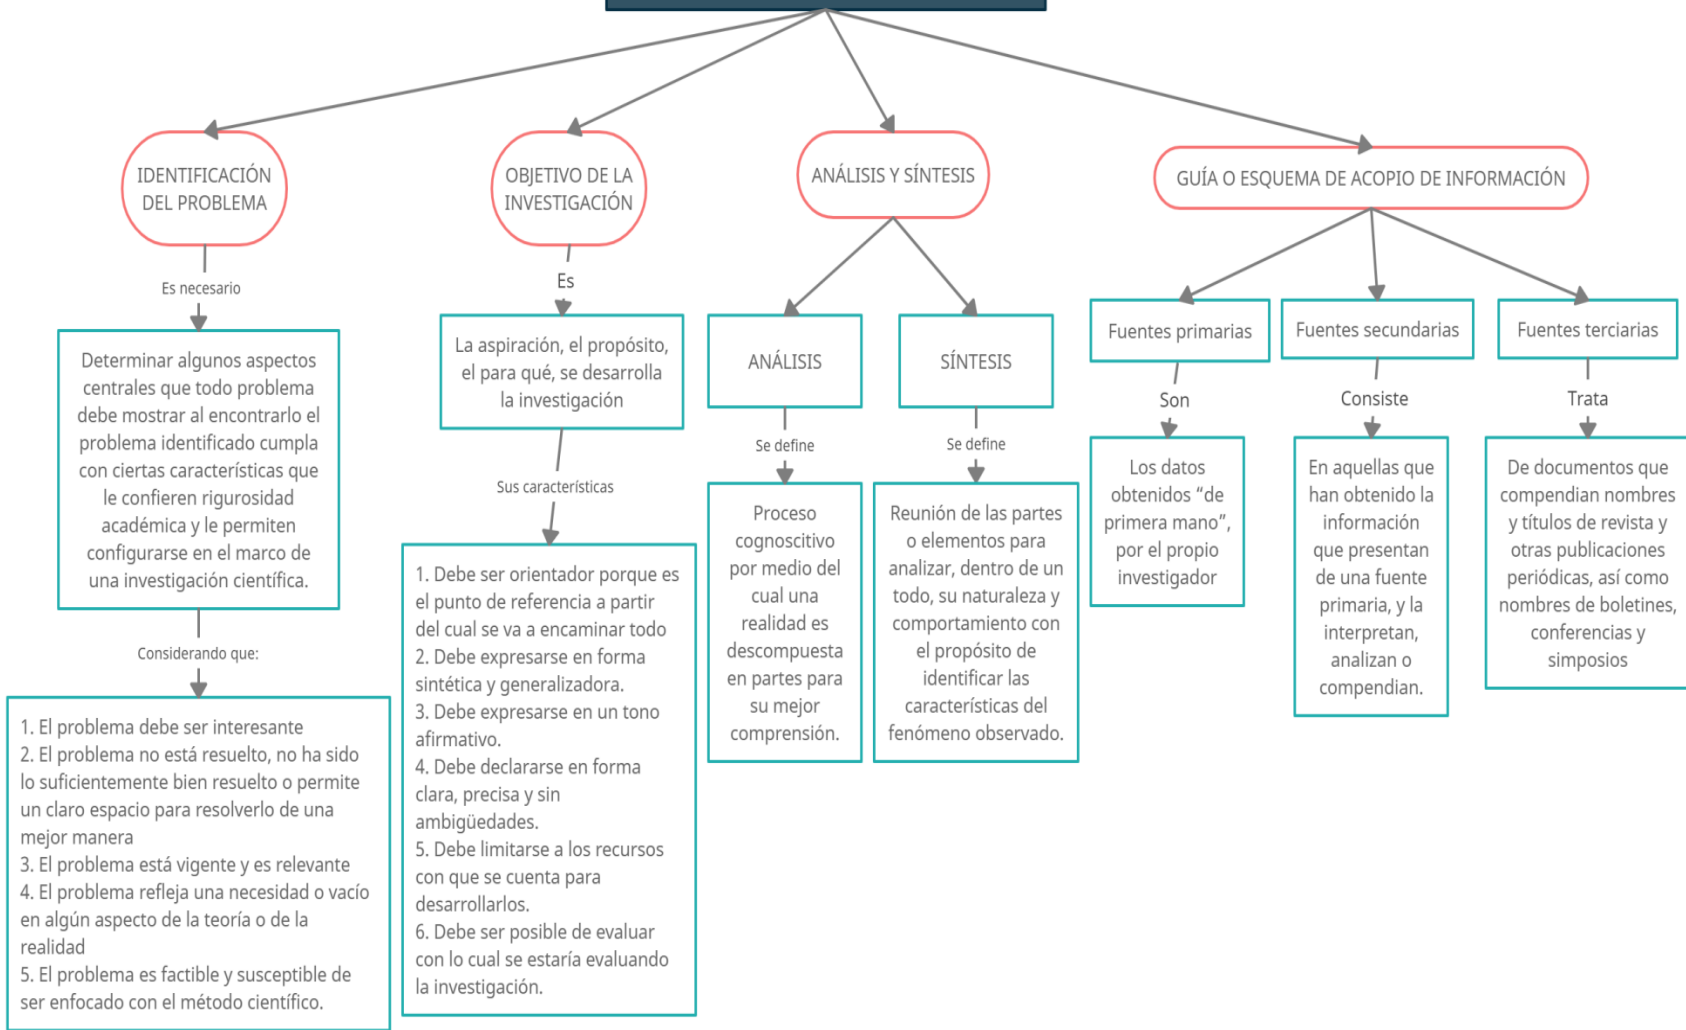 IDENTIFICACIÓN
DEL PROBLEMA
OBJETIVO DE LA
INVESTIGACIÓN
ANÁLISIS Y SÍNTESIS
GUÍA O ESQUEMA DE ACOPIO DE INFORMACIÓN
Es necesario
Determinar algunos aspectos
centrales que todo problema
debe mostrar al encontrarlo el
problema identificado cumpla
con ciertas características que
le confieren rigurosidad
académica y le permiten
configurarse en el marco de
una investigación científica.
Considerando que:
1. El problema debe ser interesante
2. El problema no está resuelto, no ha sido
lo suficientemente bien resuelto o permite
un claro espacio para resolverlo de una
mejor manera
3. El problema está vigente y es relevante
4. El problema refleja una necesidad o vacío
en algún aspecto de la teoría o de la
realidad
5. El problema es factible y susceptible de
ser enfocado con el método científico.
Es
La aspiración, el propósito,
el para qué, se desarrolla
la investigación
Sus características
1. Debe ser orientador porque es
el punto de referencia a partir
del cual se va a encaminar todo
2. Debe expresarse en forma
sintética y generalizadora.
3. Debe expresarse en un tono
afirmativo.
4. Debe declararse en forma
clara, precisa y sin
ambigüedades.
5. Debe limitarse a los recursos
con que se cuenta para
desarrollarlos.
6. Debe ser posible de evaluar
con lo cual se estaría evaluando
la investigación.
ANÁLISIS
Se define
Proceso
cognoscitivo
por medio del
cual una
realidad es
descompuesta
en partes para
su mejor
comprensión.
SÍNTESIS
Se define
Reunión de las partes
o elementos para
analizar, dentro de un
todo, su naturaleza y
comportamiento con
el propósito de
identificar las
características del
fenómeno observado.
Fuentes primarias
Son
Los datos
obtenidos “de
primera mano”,
por el propio
investigador
Fuentes secundarias
Consiste
En aquellas que
han obtenido la
información
que presentan
de una fuente
primaria, y la
interpretan,
analizan o
compendian.
Fuentes terciarias
Trata
De documentos que
compendian nombres
y títulos de revista y
otras publicaciones
periódicas, así como
nombres de boletines,
conferencias y
simposios